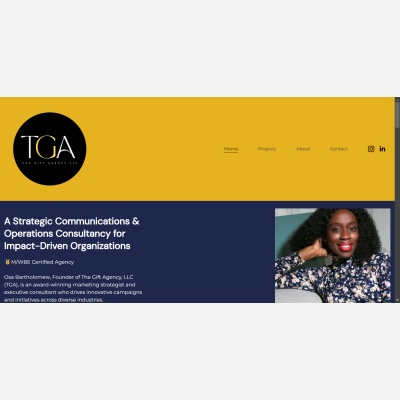 TGA
THE GIFT AGENCY LLC
Home
Projects
About
Contact
A Strategic Communications &
Operations Consultancy for
Impact-Driven Organizations
M/WBE Certified Agency
Ose Bartholomew, Founder of The Gift Agency, LLC
(TGA), is an award-winning marketing strategist and
executive consultant who drives innovative campaigns
and initiatives across diverse industries.